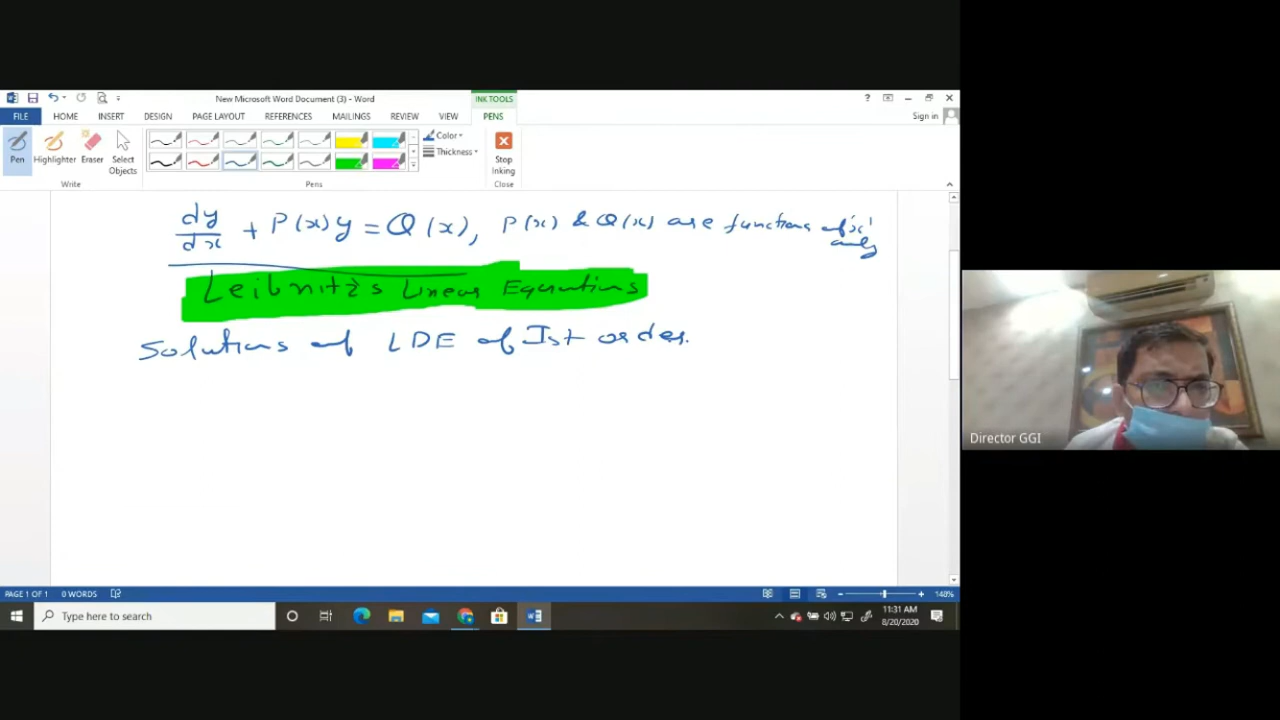 New Microsoft Word Document (3) - Word
INK TOOLS
Sign in
FILE HOME INSERT DESIGN PAGE LAYOUT REFERENCES MAILINGS REVIEW VIEW PENS
Pen Highlighter Eraser Select Objects
Color
Thickness
Stop Inking
Write Pens Close
dy/dx + P(x)y = Q(x), P(x) & Q(x) are functions of 'x' only
Leibnitz's Linear Equations
Solutions of LDE of Ist order.
Director GGI
PAGE 1 OF 1 0 WORDS 148%
Type here to search
11:31 AM
8/20/2020